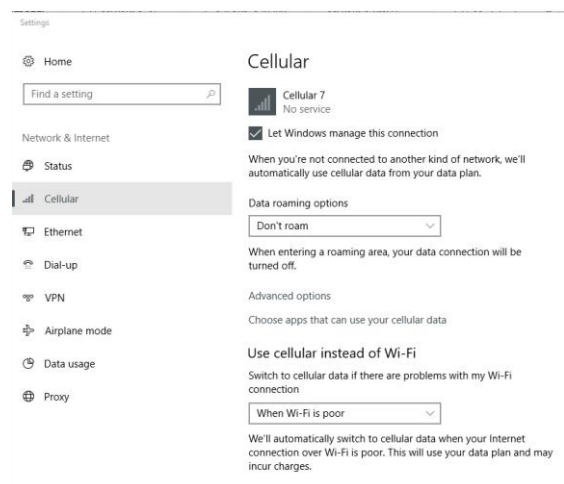 Settings
Home
Find a setting
Network & Internet
Status
Cellular
Ethernet
Dial-up
VPN
Airplane mode
Data usage
Proxy
Cellular
Cellular 7
No service
Let Windows manage this connection
When you're not connected to another kind of network, we'll
automatically use cellular data from your data plan.
Data roaming options
Don't roam
When entering a roaming area, your data connection will be
turned off.
Advanced options
Choose apps that can use your cellular data
Use cellular instead of Wi-Fi
Switch to cellular data if there are problems with my Wi-Fi
connection
When Wi-Fi is poor
We'll automatically switch to cellular data when your Internet
connection over Wi-Fi is poor. This will use your data plan and may
incur charges.